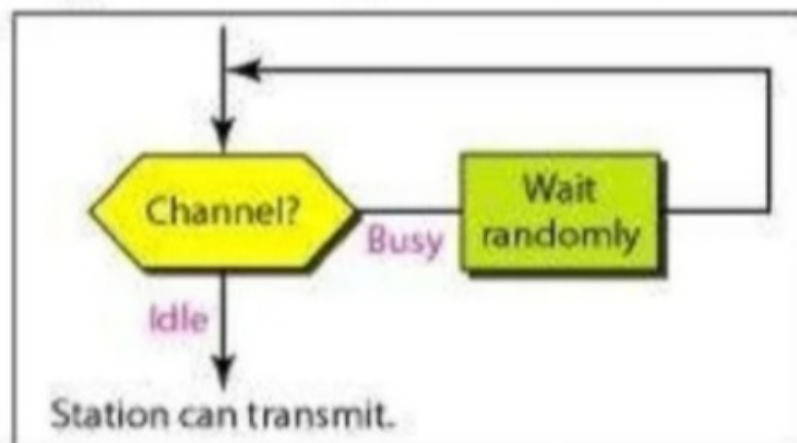 Channel?
Busy
Wait
randomly
Idle
Station can transmit.